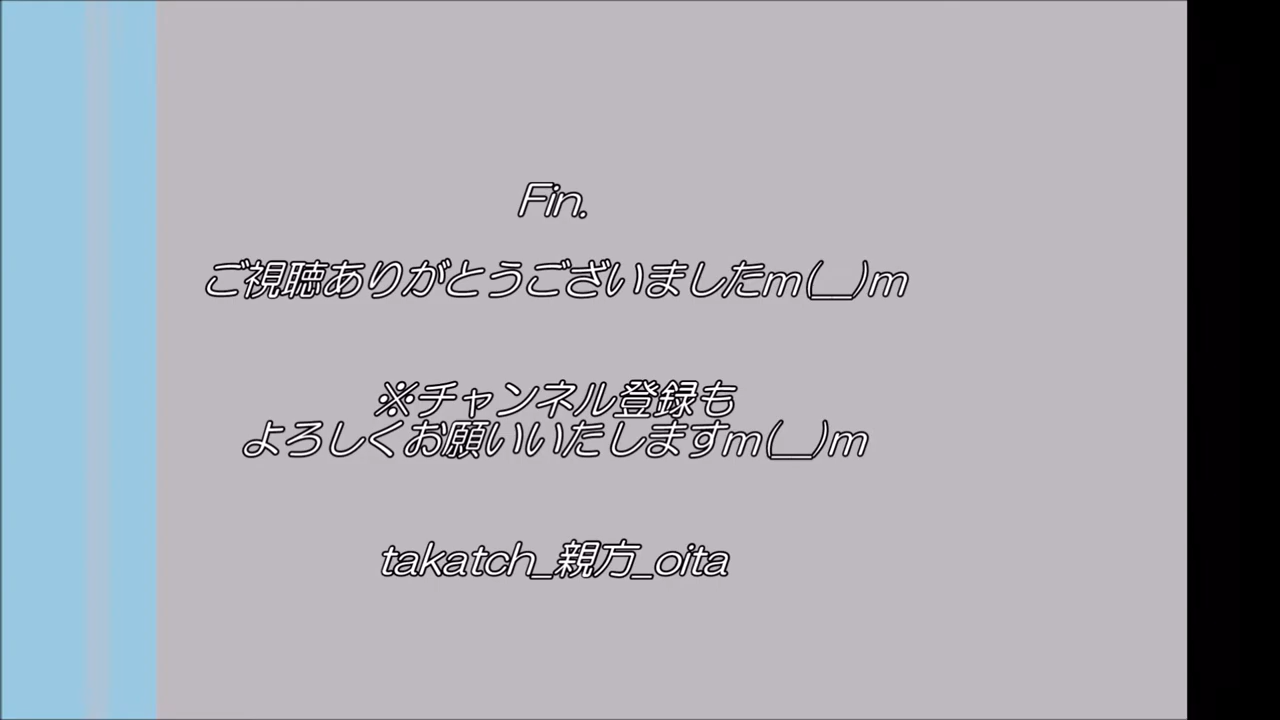 Fin.
ご視聴ありがとうございましたm(__)m
※チャンネル登録も
よろしくお願いいたしますm(__)m
takatch_親方_oita